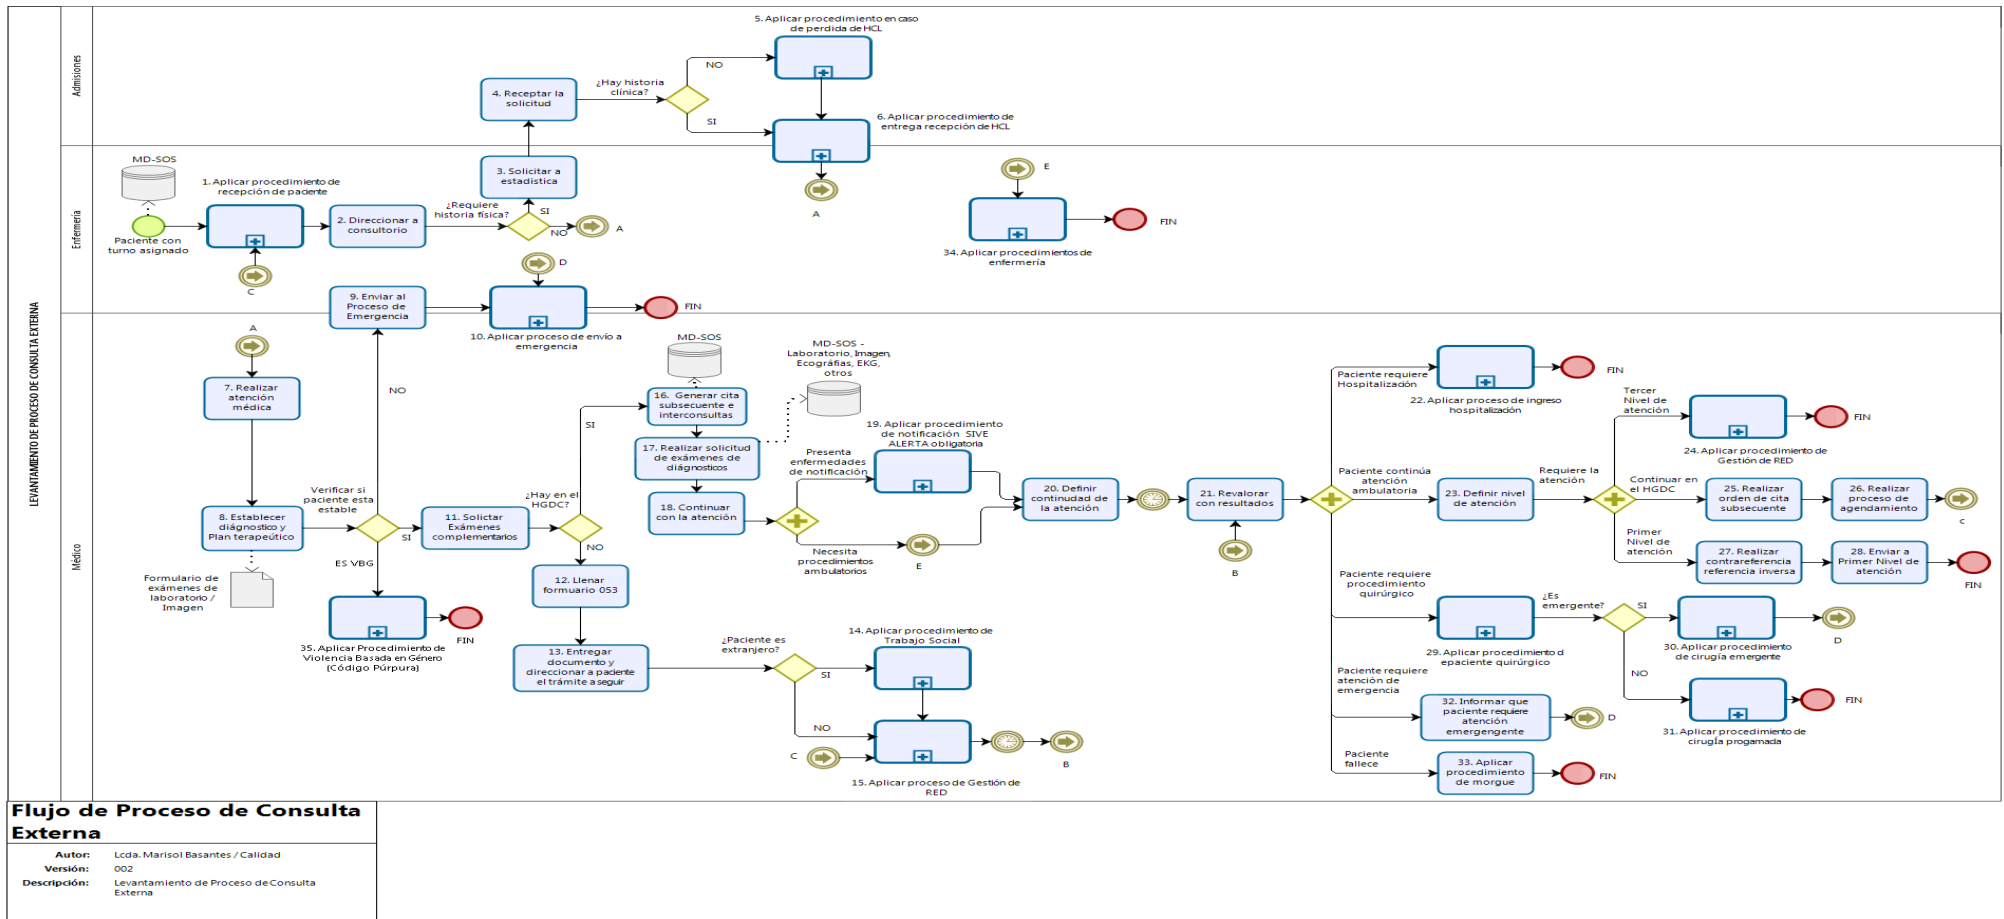 LEVANTAMIENTO DE PROCESO DE CONSULTA EXTERNA
Admisiones
5. Aplicar procedimiento en caso
de perdida de HCL
NO
¿Hay historia
clínica?
4. Receptar la
solicitud
SI
6. Aplicar procedimiento de
entrega recepción de HCL
Enfermería
MD-SOS
Paciente con
turno asignado
1. Aplicar procedimiento de
recepción de paciente
C
2. Direccionar a
consultorio
¿Requiere
historia física?
3. Solicitar a
estadistica
SI
NO
A
A
E
34. Aplicar procedimientos de
enfermería
FIN
D
9. Enviar al
Proceso de
Emergencia
10. Aplicar proceso de envío a
emergencia
FIN
Médico
A
7. Realizar
atención
médica
8. Establecer
diágnostico y
Plan terapeútico
Formulario de
exámenes de
laboratorio /
Imagen
Verificar si
paciente esta
estable
NO
SI
ES VBG
35. Aplicar Procedimiento de
Violencia Basada en Género
(Código Púrpura)
FIN
11. Solictar
Exámenes
complementarios
¿Hay en el
HGDC?
SI
NO
12. Llenar
formuario 053
13. Entregar
documento y
direccionar a paciente
el trámite a seguir
¿Paciente es
extranjero?
SI
NO
14. Aplicar procedimiento de
Trabajo Social
C
15. Aplicar proceso de Gestión de
RED
B
MD-SOS
16. Generar cita
subsecuente e
interconsultas
17. Realizar solicitud
de exámenes de
diágnosticos
18. Continuar
con la atención
MD-SOS -
Laboratorio, Imagen,
Ecográfias, EKG,
otros
Presenta
enfermedades
de notificación
19. Aplicar procedimiento
de notificación SIVE
ALERTA obligatoria
Necesita
procedimientos
ambulatorios
E
20. Definir
continudad de
la atención
21. Revalorar
con resultados
B
Paciente requiere
Hospitalización
22. Aplicar proceso de ingreso
hospitalización
FIN
Paciente continúa
atención
ambulatoria
23. Definir nivel
de atención
Requiere la
atención
Tercer
Nivel de
atención
24. Aplicar procedimiento de
Gestión de RED
FIN
Continuar en
el HGDC
25. Realizar
orden de cita
subsecuente
26. Realizar
proceso de
agendamiento
c
Primer
Nivel de
atención
27. Realizar
contrareferencia
referencia inversa
28. Enviar a
Primer Nivel de
atención
FIN
Paciente requiere
procedimiento
quirúrgico
29. Aplicar procedimiento d
epaciente quirúrgico
¿Es
emergente?
SI
NO
30. Aplicar procedimiento
de cirugía emergente
D
31. Aplicar procedimiento de
cirugía progamada
FIN
Paciente requiere
atención de
emergencia
32. Informar que
paciente requiere
atención
emergengente
D
Paciente
fallece
33. Aplicar
procedimiento
de morgue
FIN
Flujo de Proceso de Consulta
Externa
Autor: Lcda. Marisol Basantes / Calidad
Versión: 002
Descripción: Levantamiento de Proceso de Consulta
Externa